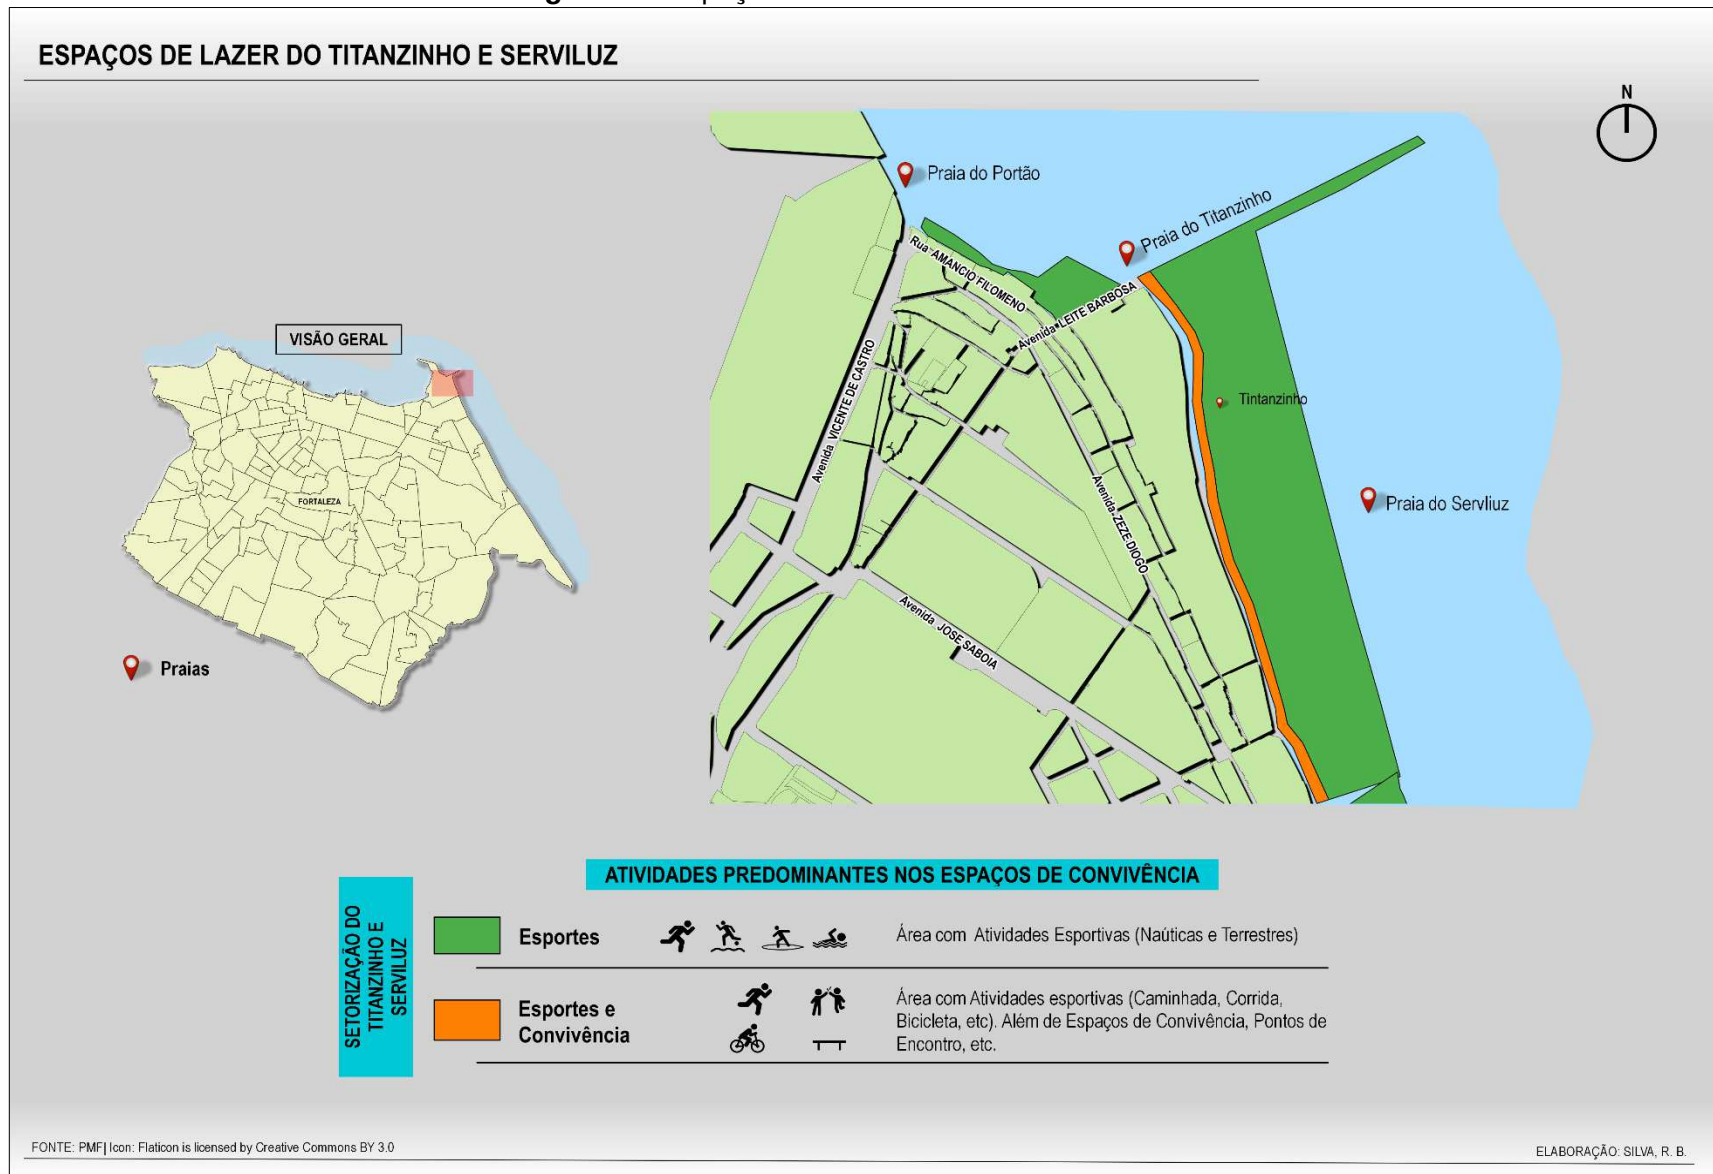 ESPAÇOS DE LAZER DO TITANZINHO E SERVILUZ
N
Praia do Portão
Praia do Titanzinho
Rua AMANCIO FILOMENO
Avenida LEITE BARBOSA
VISÃO GERAL
Avenida VICENTE DE CASTRO
Tintanzinho
FORTALEZA
Praia do Servliuz
Avenida ZEZE DIOGO
Avenida JOSE SABOIA
Praias
ATIVIDADES PREDOMINANTES NOS ESPAÇOS DE CONVIVÊNCIA
SETORIZAÇÃO DO
TITANZINHO E
SERVILUZ
Esportes
Área com Atividades Esportivas (Naúticas e Terrestres)
Esportes e
Convivência
Área com Atividades esportivas (Caminhada, Corrida,
Bicicleta, etc). Além de Espaços de Convivência, Pontos de
Encontro, etc.
FONTE: PMF| Icon: Flaticon is licensed by Creative Commons BY 3.0
ELABORAÇÃO: SILVA, R. B.